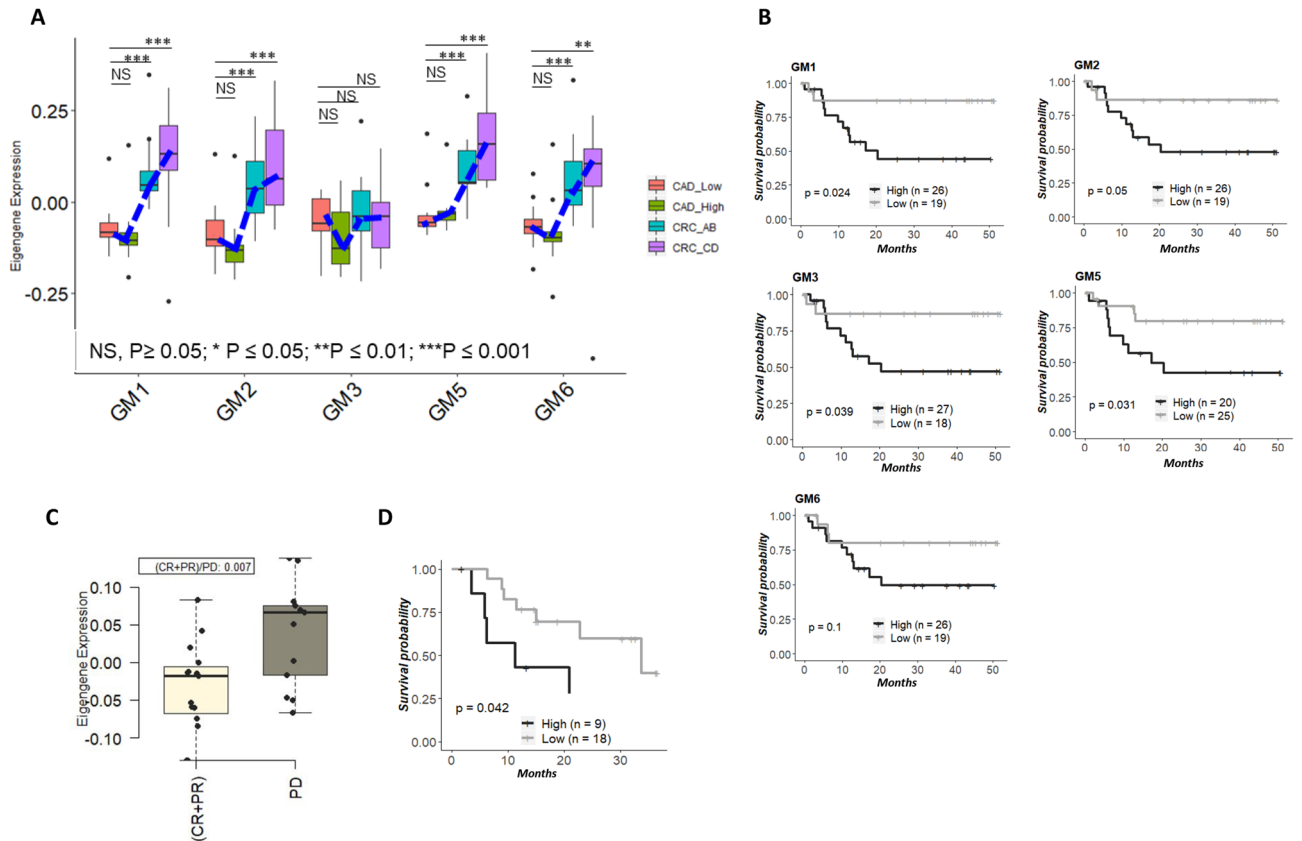 A
Eigengene Expression
0.25
0.00
-0.25
***
***
NS
***
***
NS
NS
NS
NS
***
***
NS
**
***
NS
CAD_Low
CAD_High
CRC_AB
CRC_CD
NS, P≥ 0.05; * P ≤ 0.05; **P ≤ 0.01; ***P ≤ 0.001
GM1
GM2
GM3
GM5
GM6
B
GM1
Survival probability
1.00
0.75
0.50
0.25
0.00
p = 0.024
High (n = 26)
Low (n = 19)
0 10 20 30 40 50
Months
GM2
Survival probability
1.00
0.75
0.50
0.25
0.00
p = 0.05
High (n = 26)
Low (n = 19)
0 10 20 30 40 50
Months
GM3
Survival probability
1.00
0.75
0.50
0.25
0.00
p = 0.039
High (n = 27)
Low (n = 18)
0 10 20 30 40 50
Months
GM5
Survival probability
1.00
0.75
0.50
0.25
0.00
p = 0.031
High (n = 20)
Low (n = 25)
0 10 20 30 40 50
Months
GM6
Survival probability
1.00
0.75
0.50
0.25
0.00
p = 0.1
High (n = 26)
Low (n = 19)
0 10 20 30 40 50
Months
C
(CR+PR)/PD: 0.007
Eigengene Expression
0.10
0.05
0.00
-0.05
-0.10
(CR+PR)
PD
D
Survival probability
1.00
0.75
0.50
0.25
0.00
p = 0.042
High (n = 9)
Low (n = 18)
0 10 20 30
Months